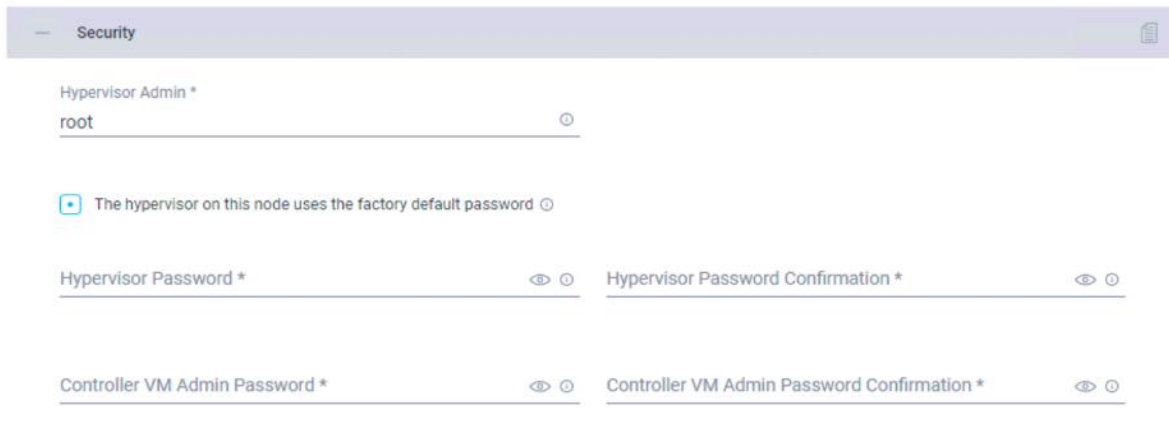 Security
Hypervisor Admin *
root
The hypervisor on this node uses the factory default password
Hypervisor Password * Hypervisor Password Confirmation *
Controller VM Admin Password * Controller VM Admin Password Confirmation *